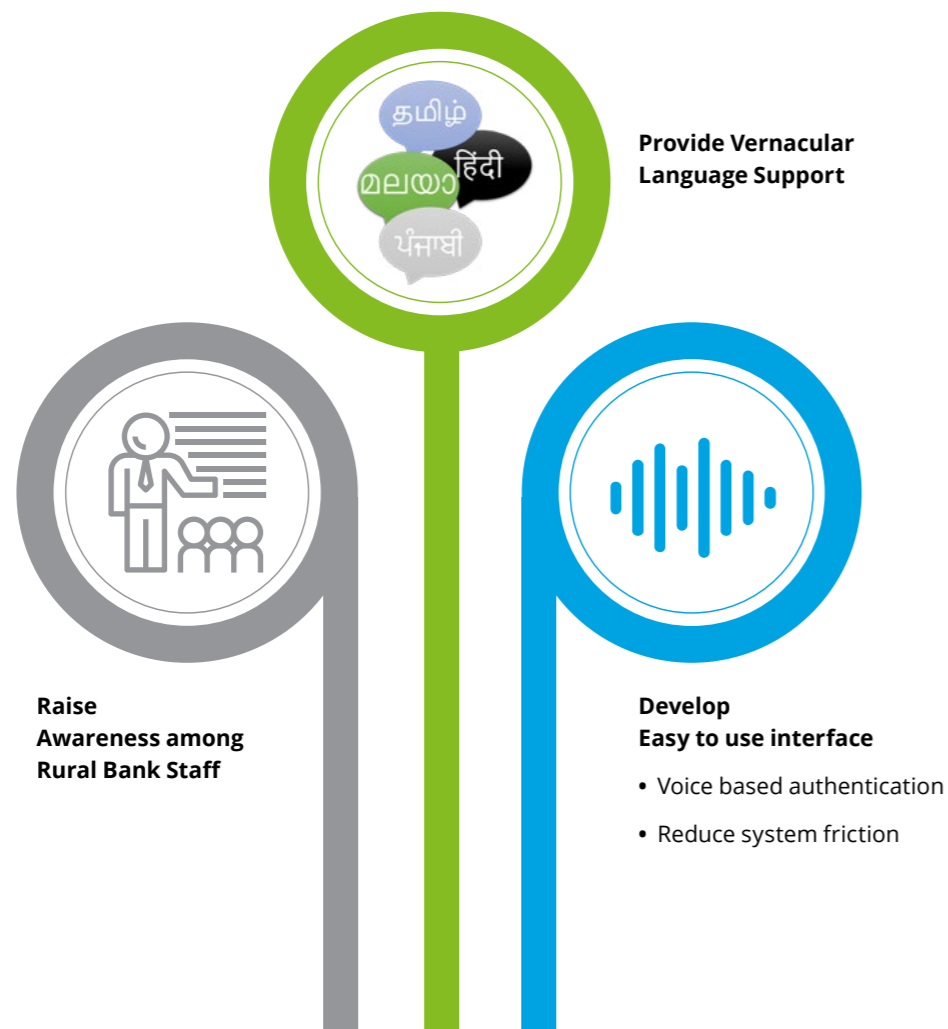 தமிழ்
हिंदी
മലയാ
ਪੰਜਾਬੀ
Provide Vernacular
Language Support
Raise
Awareness among
Rural Bank Staff
Develop
Easy to use interface
• Voice based authentication
• Reduce system friction